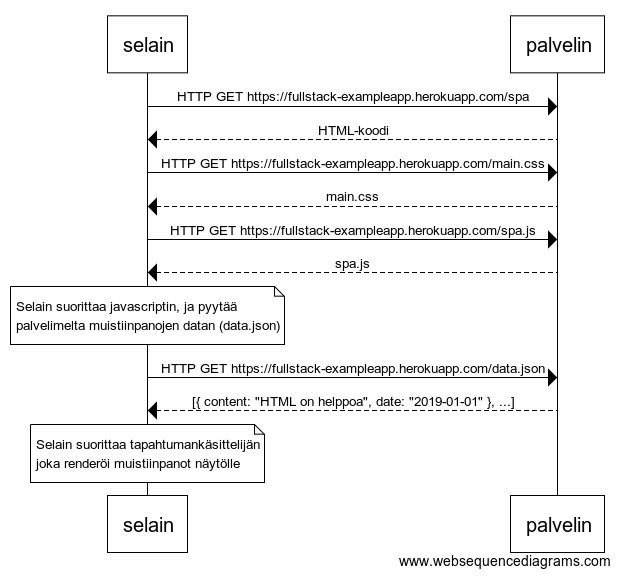 selain
palvelin
HTTP GET https://fullstack-exampleapp.herokuapp.com/spa
HTML-koodi
HTTP GET https://fullstack-exampleapp.herokuapp.com/main.css
main.css
HTTP GET https://fullstack-exampleapp.herokuapp.com/spa.js
spa.js
Selain suorittaa javascriptin, ja pyytää
palvelimelta muistiinpanojen datan (data.json)
HTTP GET https://fullstack-exampleapp.herokuapp.com/data.json
[{ content: "HTML on helppoa", date: "2019-01-01" }, ...]
Selain suorittaa tapahtumankäsittelijän
joka renderöi muistiinpanot näytölle
selain
palvelin
www.websequencediagrams.com